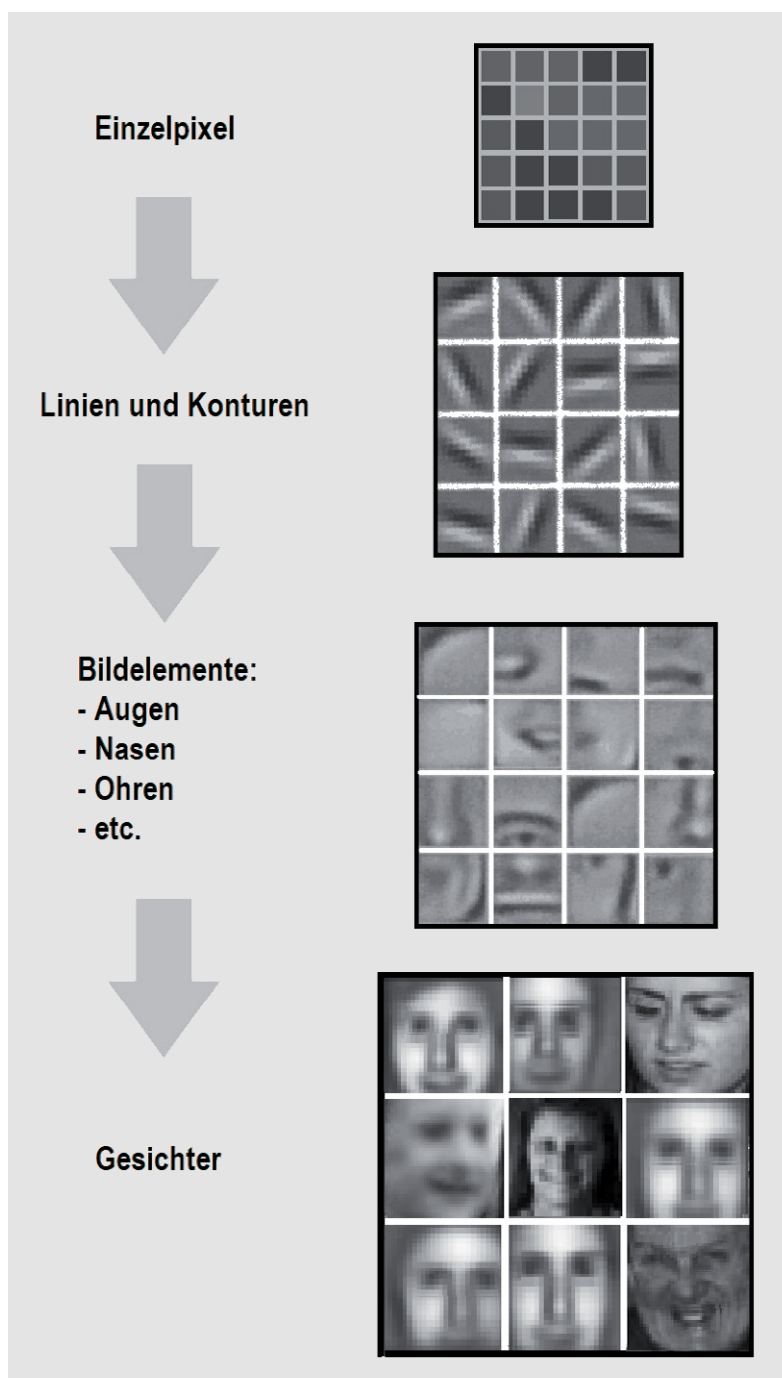 Einzelpixel
Linien und Konturen
Bildelemente:
- Augen
- Nasen
- Ohren
- etc.
Gesichter